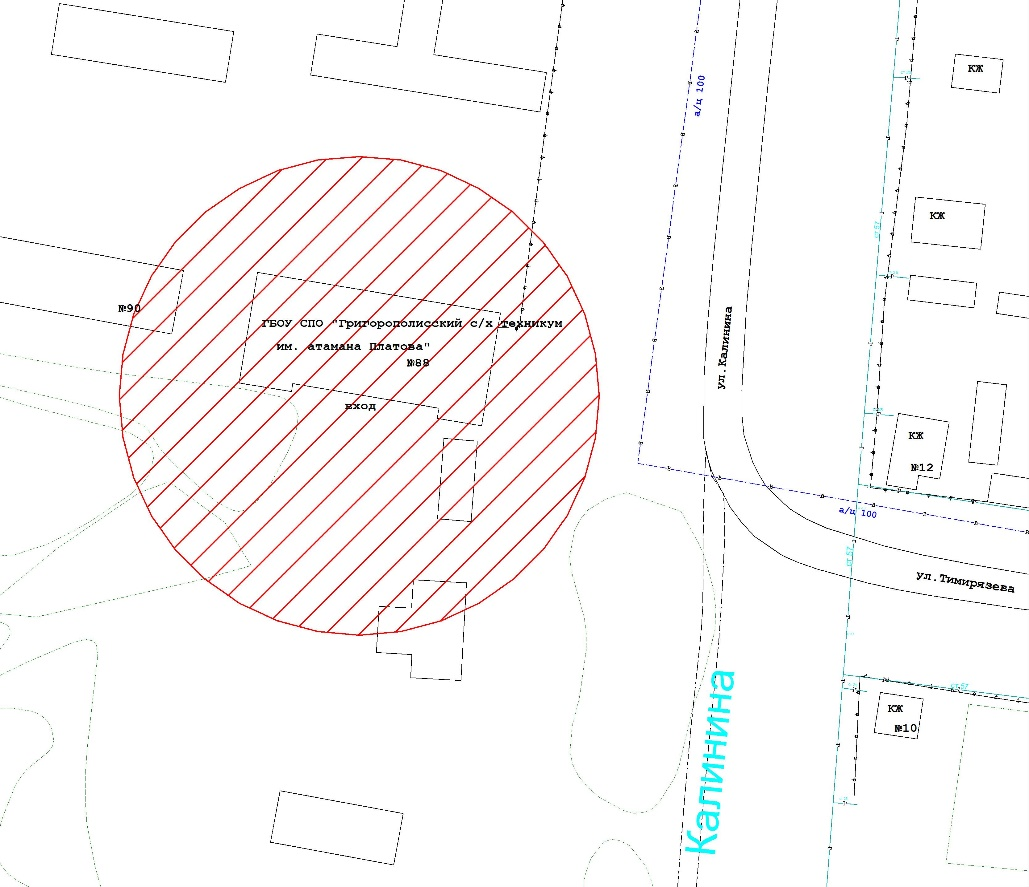 КЖ
а/ц 100
КЖ
№90
ГБОУ СПО "Григорополисский с/х техникум
им. атамана Платова"
№88
вход
ул.Калинина
КЖ
№12
а/ц 100
ул.Тимирязева
Калинина
КЖ
№10